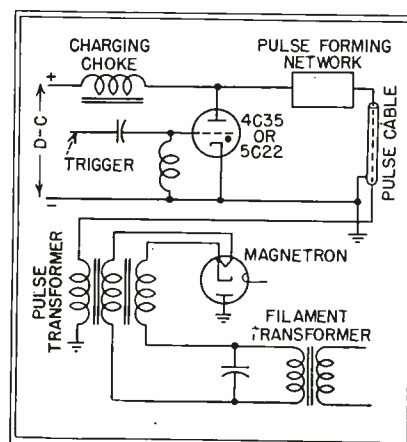 CHARGING
CHOKE
PULSE FORMING
NETWORK
+
D-C
4C35
OR
5C22
TRIGGER
PULSE CABLE
–
PULSE
TRANSFORMER
MAGNETRON
FILAMENT
TRANSFORMER